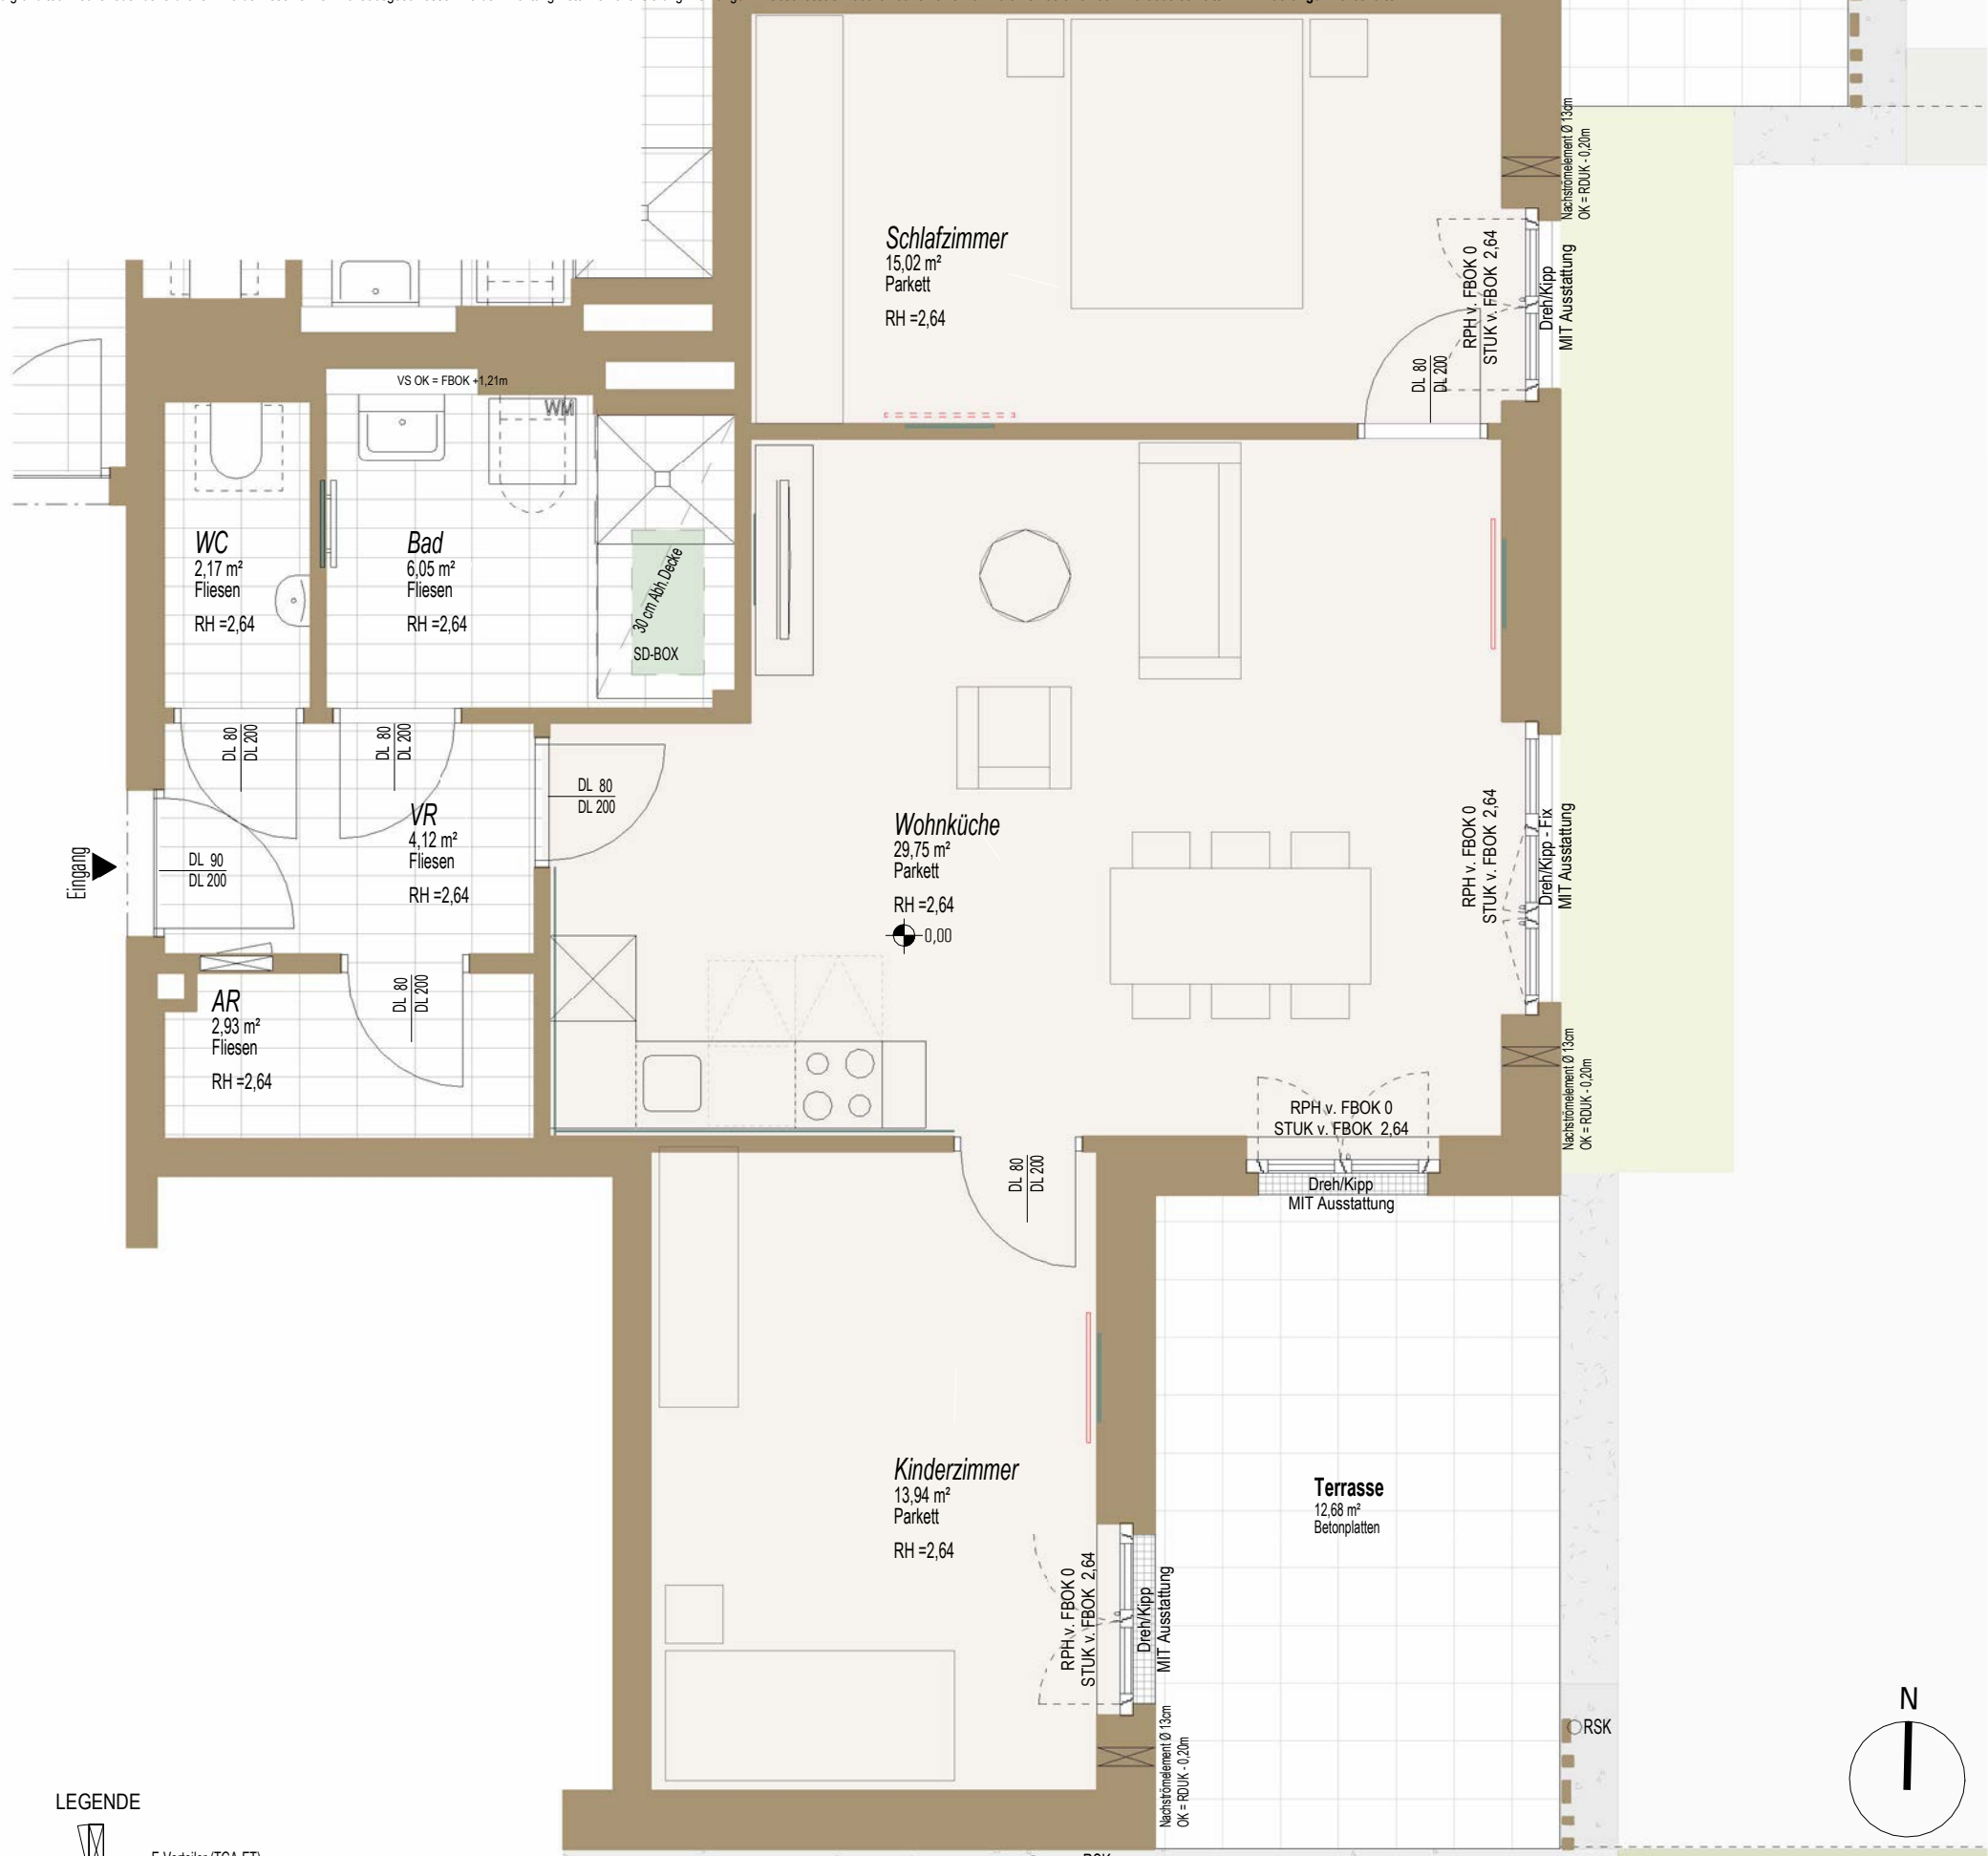 Nachströmelement Ø 13cm
OK = RDUK - 0,20m
Schlafzimmer
15,02 m²
Parkett
RH =2,64
RPH v. FBOK 0
STUK v. FBOK 2,64
Dreh/Kipp
MIT Ausstattung
DL 80
DL 200
VS OK = FBOK +1,21m
WM
WC
2,17 m²
Fliesen
RH =2,64
Bad
6,05 m²
Fliesen
RH =2,64
30 cm Abh.Decke
SD-BOX
DL 80
DL 200
DL 80
DL 200
DL 80
DL 200
VR
4,12 m²
Fliesen
RH =2,64
Eingang
DL 90
DL 200
Wohnküche
29,75 m²
Parkett
RH =2,64
0,00
RPH v. FBOK 0
STUK v. FBOK 2,64
Dreh/Kipp - Fix
MIT Ausstattung
AR
2,93 m²
Fliesen
RH =2,64
DL 80
DL 200
Nachströmelement Ø 13cm
OK = RDUK - 0,20m
RPH v. FBOK 0
STUK v. FBOK 2,64
Dreh/Kipp
MIT Ausstattung
DL 80
DL 200
Kinderzimmer
13,94 m²
Parkett
RH =2,64
Terrasse
12,68 m²
Betonplatten
RPH v. FBOK 0
STUK v. FBOK 2,64
Dreh/Kipp
MIT Ausstattung
Nachströmelement Ø 13cm
OK = RDUK - 0,20m
RSK
N
LEGENDE